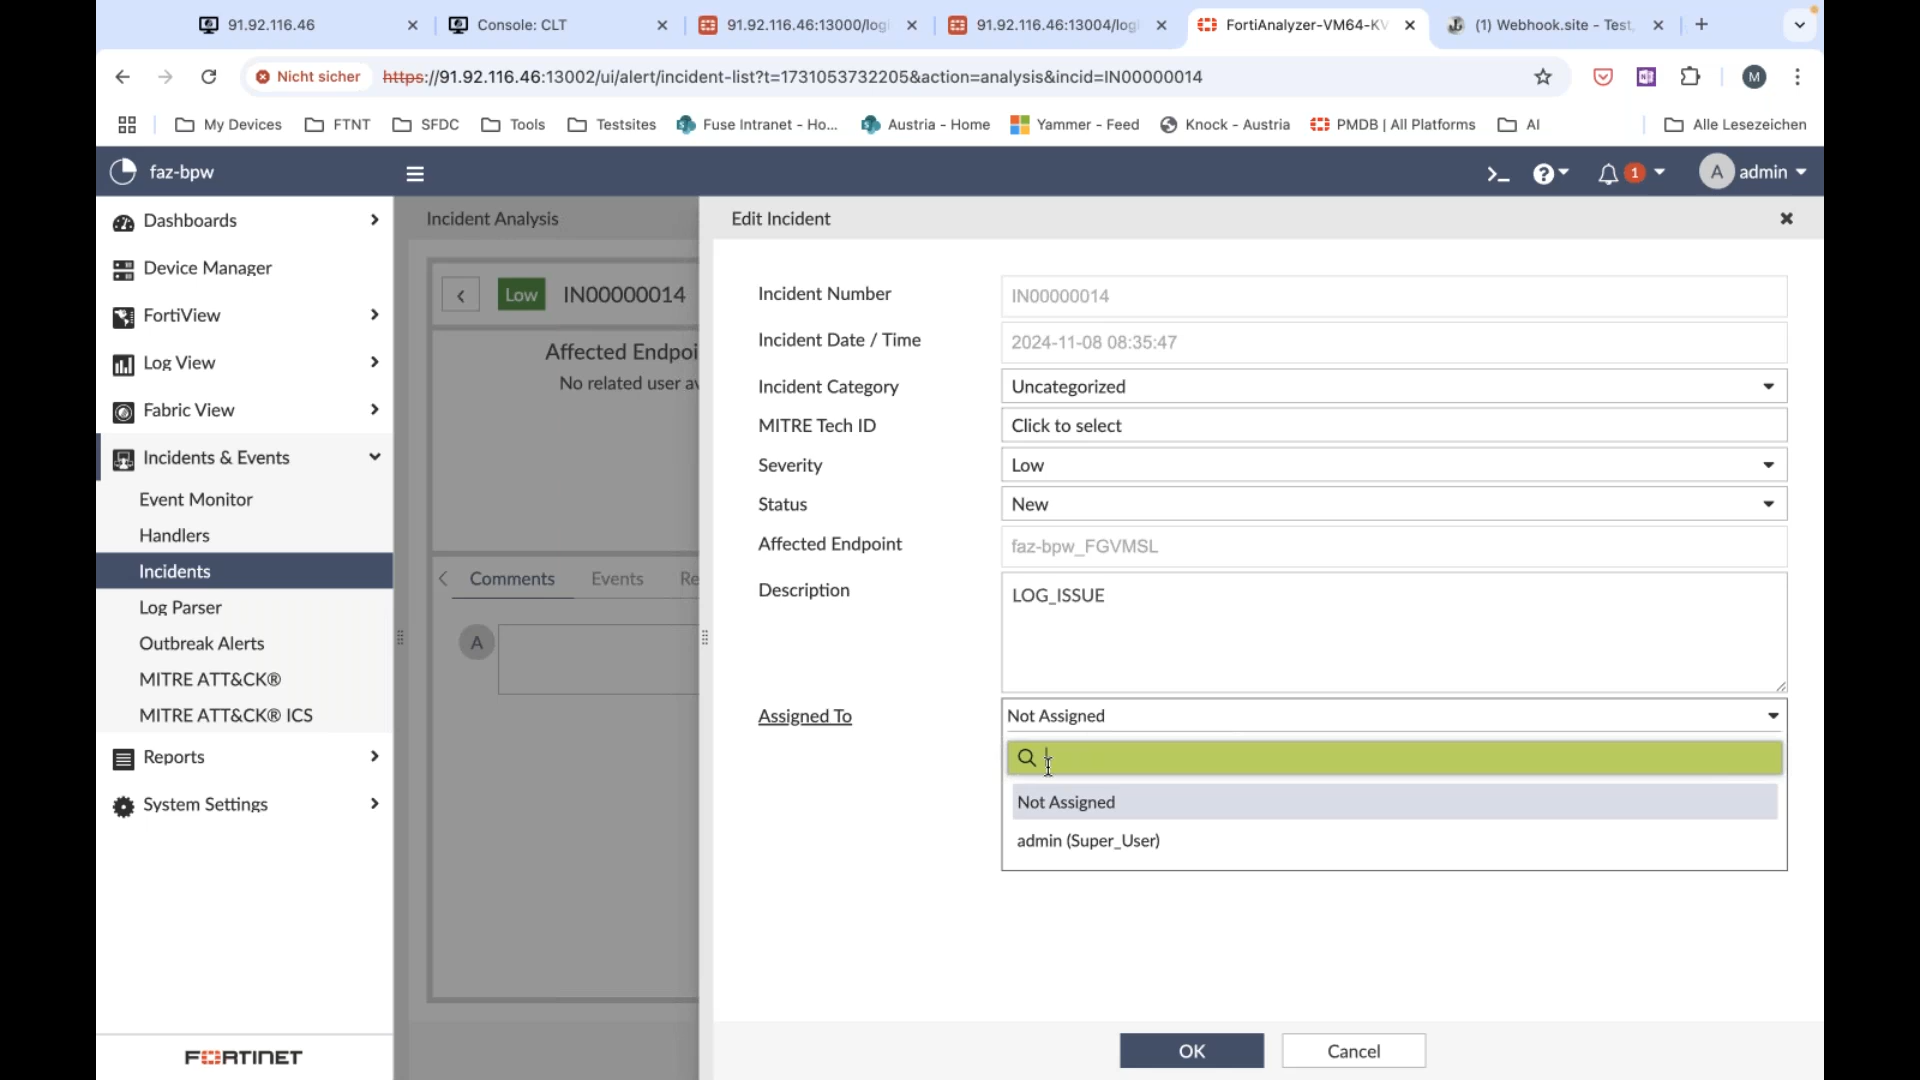 91.92.116.46
Console: CLT
91.92.116.46:13000/logi
91.92.116.46:13004/logi
FortiAnalyzer-VM64-KV
(1) Webhook.site - Test,
Nicht sicher
https://91.92.116.46:13002/ui/alert/incident-list?t=1731053732205&action=analysis&incid=IN00000014
M
My Devices
FTNT
SFDC
Tools
Testsites
Fuse Intranet - Ho...
Austria - Home
Yammer - Feed
Knock - Austria
PMDB | All Platforms
AI
Alle Lesezeichen
faz-bpw
1
A
admin
Dashboards
Device Manager
FortiView
Log View
Fabric View
Incidents & Events
Event Monitor
Handlers
Incidents
Log Parser
Outbreak Alerts
MITRE ATT&CK®
MITRE ATT&CK® ICS
Reports
System Settings
FORTINET
Incident Analysis
Low
IN00000014
Affected Endpoi
No related user av
Comments
Events
Re
A
Edit Incident
Incident Number
IN00000014
Incident Date / Time
2024-11-08 08:35:47
Incident Category
Uncategorized
MITRE Tech ID
Click to select
Severity
Low
Status
New
Affected Endpoint
faz-bpw_FGVMSL
Description
LOG_ISSUE
Assigned To
Not Assigned
Not Assigned
admin (Super_User)
OK
Cancel